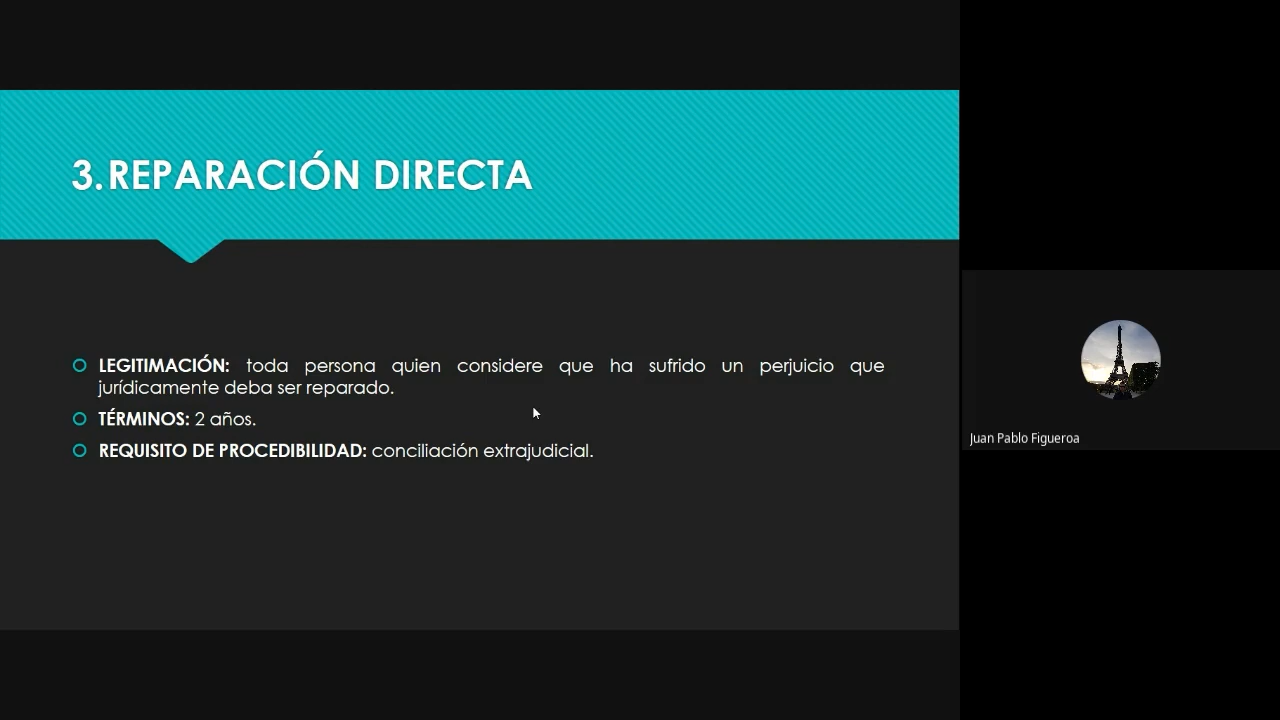 3. REPARACIÓN DIRECTA
LEGITIMACIÓN: toda persona quien considere que ha sufrido un perjuicio que
jurídicamente deba ser reparado.
TÉRMINOS: 2 años.
REQUISITO DE PROCEDIBILIDAD: conciliación extrajudicial.
Juan Pablo Figueroa